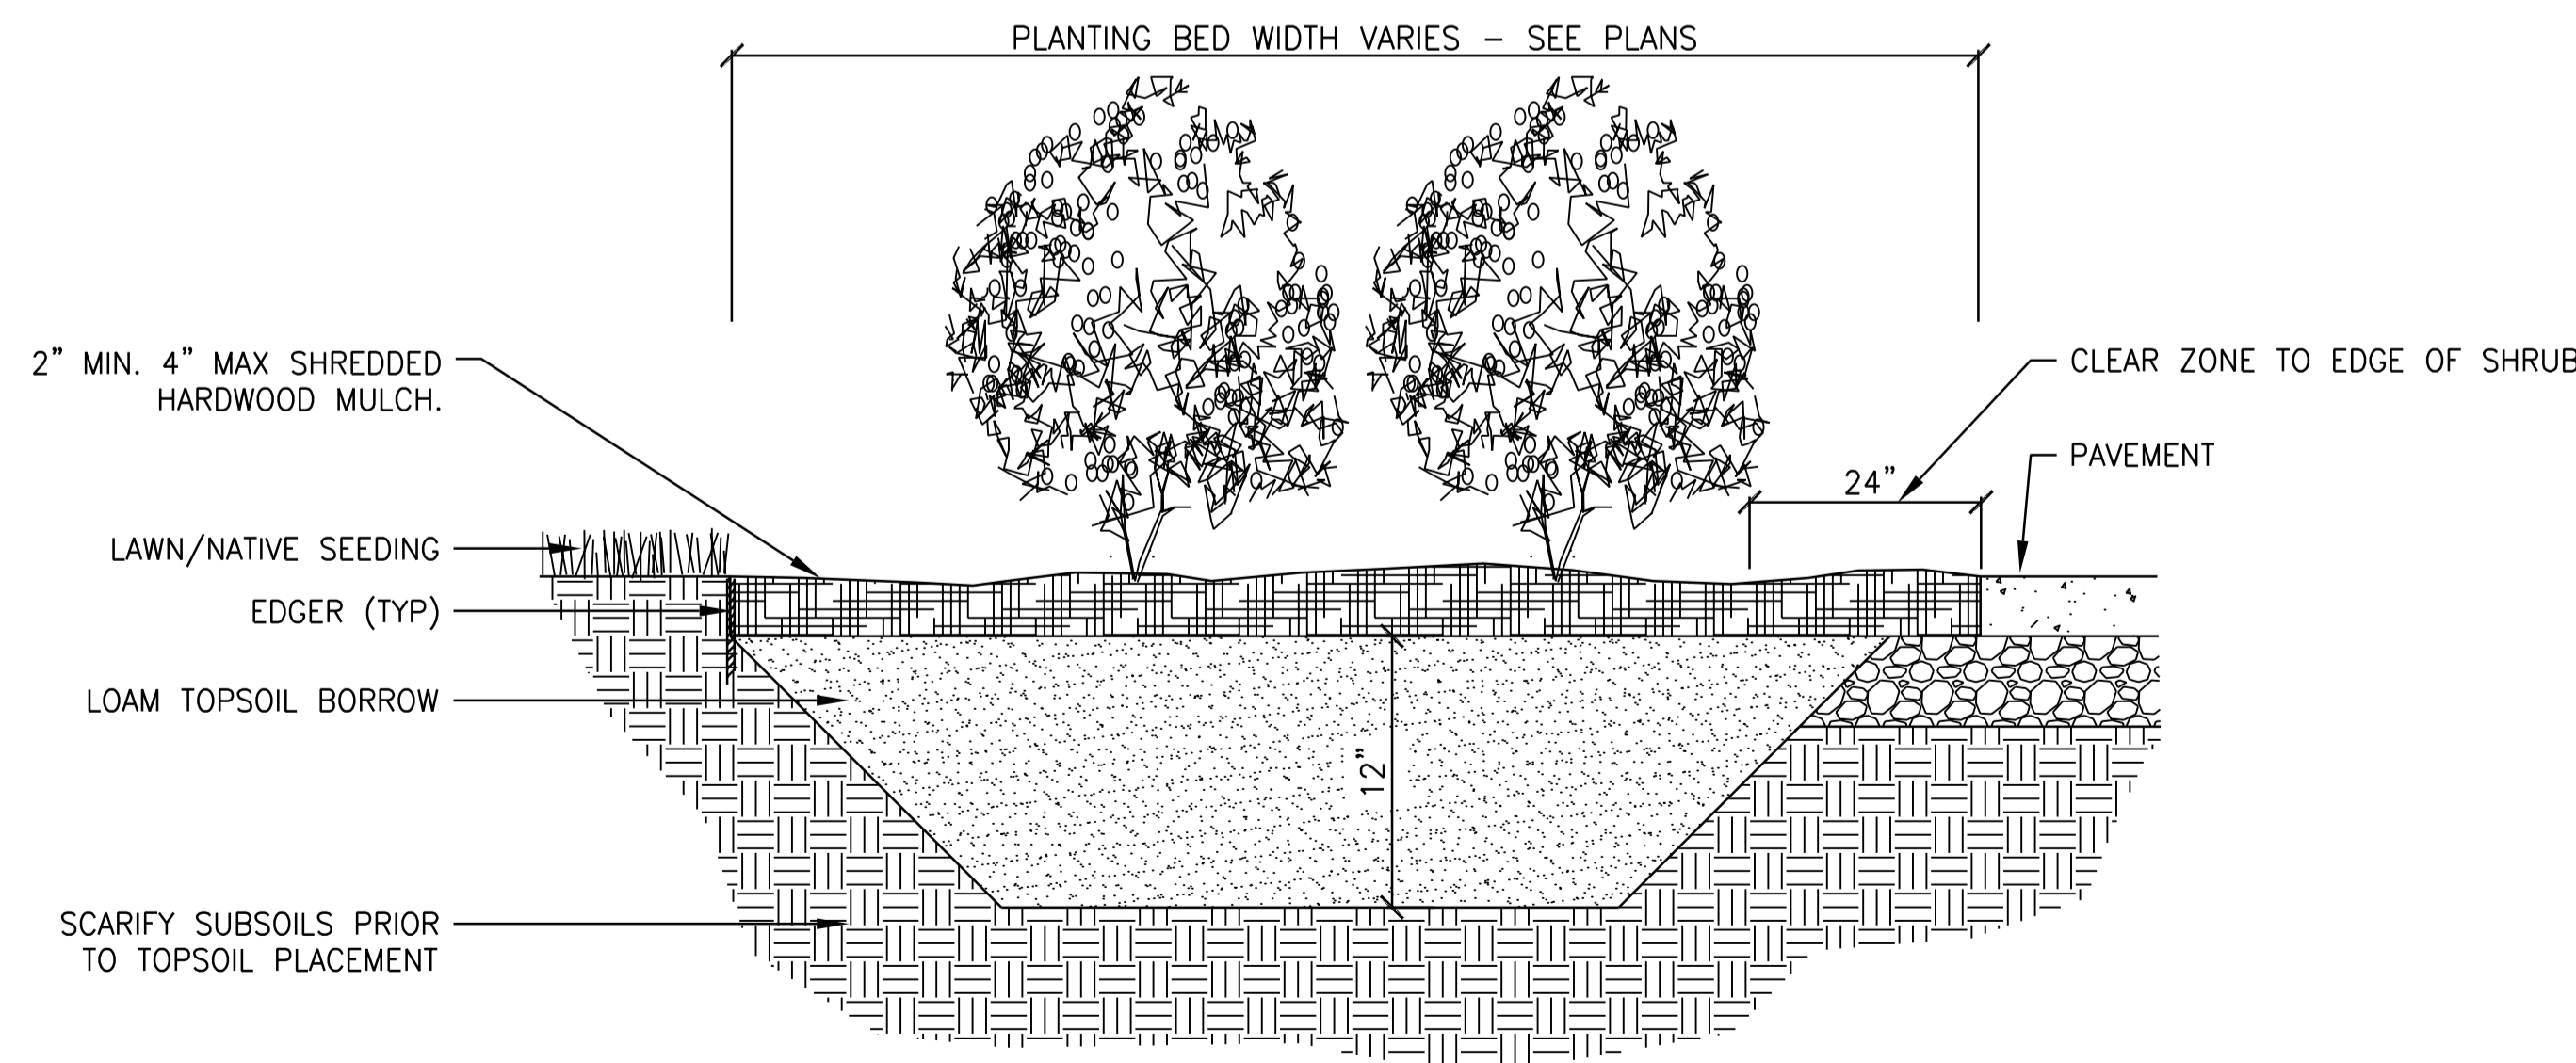 PLANTING BED WIDTH VARIES – SEE PLANS
2” MIN. 4” MAX SHREDDED
HARDWOOD MULCH.
CLEAR ZONE TO EDGE OF SHRUB
PAVEMENT
24”
LAWN/NATIVE SEEDING
EDGER (TYP)
LOAM TOPSOIL BORROW
12”
SCARIFY SUBSOILS PRIOR
TO TOPSOIL PLACEMENT